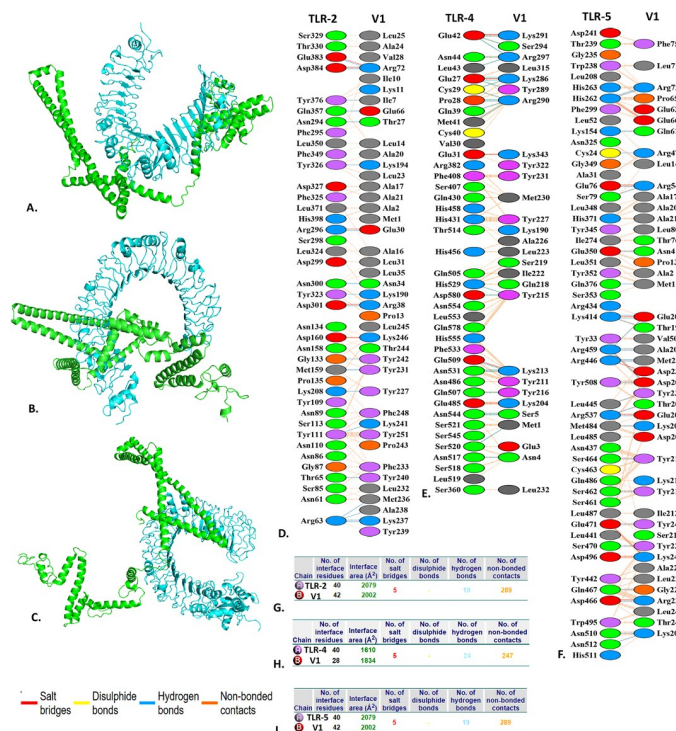 TLR-2 V1
Ser329 Leu25
Thr330 Ala24
Glu383 Val28
Asp384 Arg72
Ile10
Lys11
Tyr376 Ile7
Gln357 Glu66
Asn294 Thr27
Phe295
Leu350 Leu14
Phe349 Ala20
Tyr326 Lys194
Leu23
Asp327 Ala17
Phe325 Ala21
Leu371 Ala2
His398 Met1
Arg296 Glu30
Ser298
Leu324 Ala16
Asp299 Leu31
Leu35
Asn300 Asn34
Tyr323 Lys190
Asp301 Arg38
Pro13
Asn134 Leu245
Asp160 Lys246
Asn158 Thr244
Gly133 Tyr242
Met159 Tyr231
Pro135
Lys208 Tyr227
Tyr109
Asn89 Phe248
Ser113 Lys241
Tyr111 Tyr251
Asn110 Pro243
Asn86
Gly87 Phe233
Thr65 Tyr240
Ser85 Leu232
Asn61 Met236
Ala238
Arg63 Lys237
Tyr239
D.
TLR-4 V1
Glu42 Lys291
Ser294
Asn44 Arg297
Leu43 Leu315
Glu27 Lys286
Cys29 Tyr289
Pro28 Arg290
Gln39
Met41
Cys40
Val30
Glu31 Lys343
Arg382 Tyr322
Phe408 Tyr231
Ser407
Gln430 Met230
His458
His431 Tyr227
Thr514 Lys190
Ala226
His456 Leu223
Ser219
Gln505 Ile222
His529 Gln218
Asp580 Tyr215
Asn554
Leu553
Gln578
His555
Phe533
Gln509
Asn531 Lys213
Asn486 Tyr211
Gln507 Tyr216
Glu485 Lys204
Asn544 Ser5
Ser521 Met1
Ser545
Ser520 Glu3
Asn517 Asn4
Ser518
Leu519
Ser360 Leu232
E.
TLR-5 V1
Asp241
Thr239 Phe75
Gly235
Trp238
Leu208
His263
His262
Phe299
Leu52
Lys154
Asn325
Cys24
Gly349
Ala31
Glu76
Ser79
Leu348
His371
Tyr345
Ile274
Glu350
Leu351
Tyr352 Ala2
Gln376
Ser353
Arg434
Lys414
Tyr33
Arg459
Arg446
Tyr508
Leu445
Arg537
Met484
Leu485
Asn437
Ser464
Cys463
Gln486
Ser462
Ser461
Leu487 Ile212
Glu471
Leu441
Ser470
Asp496
Tyr442
Gln467
Asp466
Trp495
Asn510
Asn512
His511
F.
A.
B.
C.
Chain No. of interface residues Interface area (Å²) No. of salt bridges No. of disulphide bonds No. of hydrogen bonds No. of non-bonded contacts
A TLR-2 40 2079 5 - 19 289
B V1 42 2002
G.
Chain No. of interface residues Interface area (Å²) No. of salt bridges No. of disulphide bonds No. of hydrogen bonds No. of non-bonded contacts
A TLR-4 40 1810 5 - 24 247
B V1 28 1834
H.
Chain No. of interface residues Interface area (Å²) No. of salt bridges No. of disulphide bonds No. of hydrogen bonds No. of non-bonded contacts
A TLR-5 40 2079 5 - 19 289
B V1 42 2002
Salt bridges
Disulphide bonds
Hydrogen bonds
Non-bonded contacts